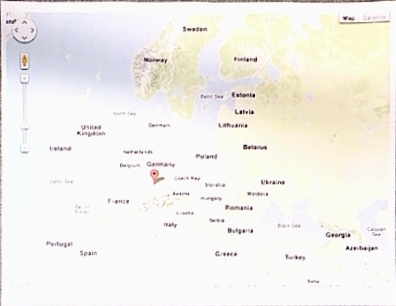 Sweden
Map Satellite
Norway
Finland
Baltic Sea
Estonia
Latvia
North Sea
Denmark
Lithuania
United Kingdom
Ireland
Netherlands
Belarus
Poland
Belgium
Germany
Celtic Sea
Czech Rep
Slovakia
Ukraine
Austria
Hungary
Moldova
France
Bay of Biscay
Croatia
Romania
Serbia
Italy
Bulgaria
Black Sea
Georgia
Caspian Sea
Portugal
Spain
Greece
Turkey
Azerbaijan
Syria